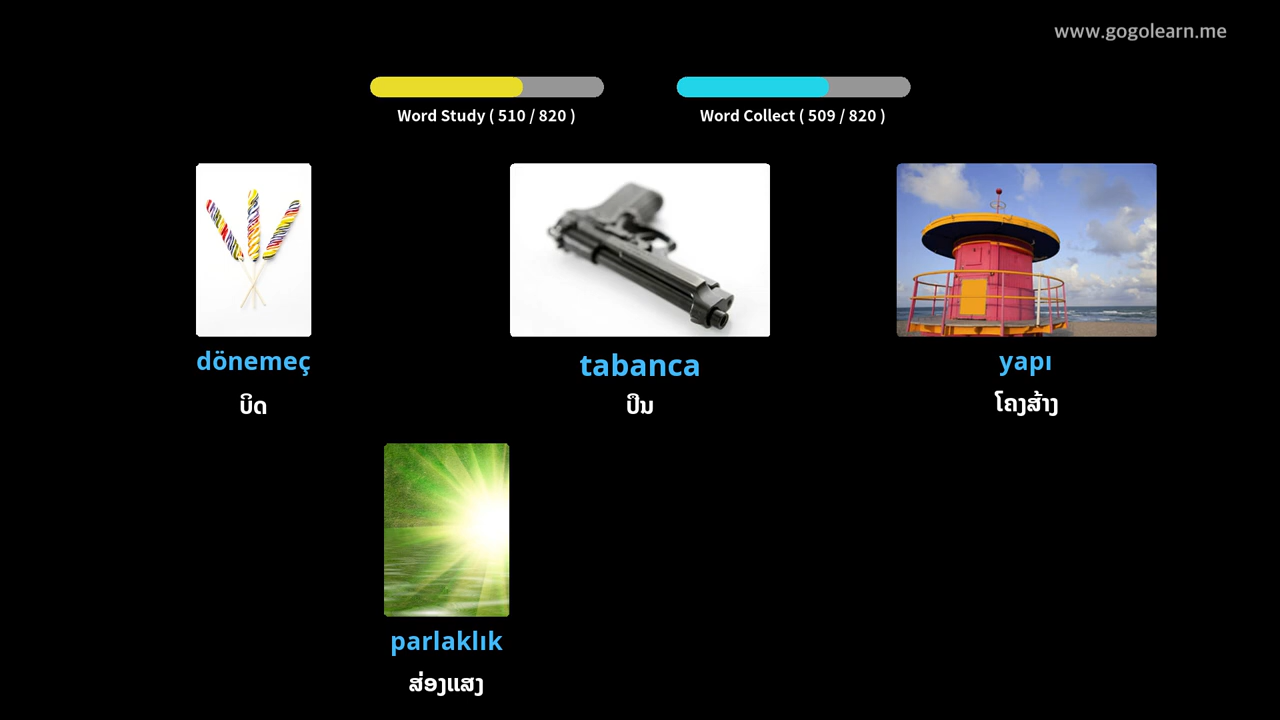 www.gogolearn.me
Word Study ( 510 / 820 )
Word Collect ( 509 / 820 )
dönemeç
ບິດ
tabanca
ປືນ
yapı
ໂຄງສ້າງ
parlaklık
ສ່ອງແສງ